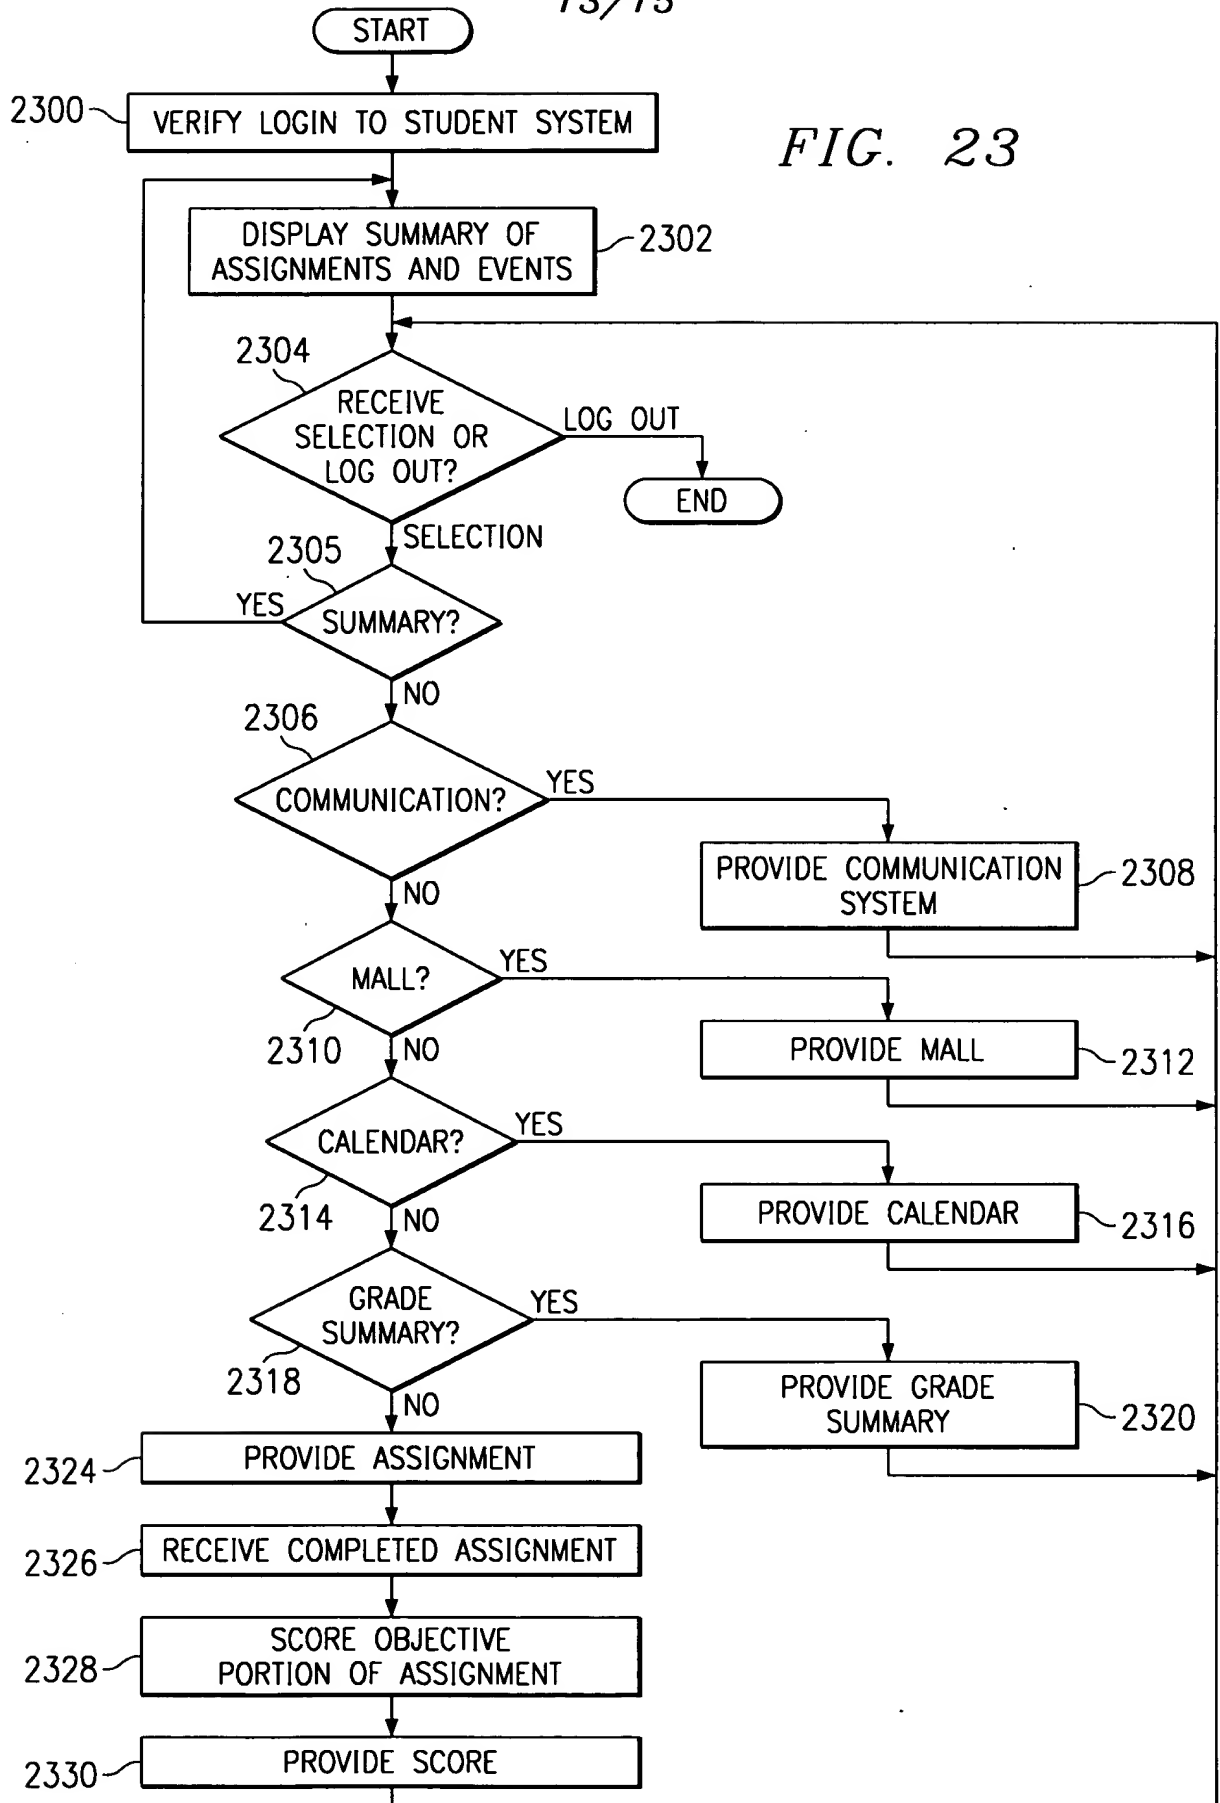 13/15
START
2300
VERIFY LOGIN TO STUDENT SYSTEM
FIG. 23
DISPLAY SUMMARY OF
ASSIGNMENTS AND EVENTS
2302
2304
RECEIVE
SELECTION OR
LOG OUT?
LOG OUT
END
SELECTION
2305
YES
SUMMARY?
NO
2306
COMMUNICATION?
YES
PROVIDE COMMUNICATION
SYSTEM
2308
NO
MALL?
YES
2310
NO
PROVIDE MALL
2312
CALENDAR?
YES
2314
NO
PROVIDE CALENDAR
2316
GRADE
SUMMARY?
YES
2318
NO
PROVIDE GRADE
SUMMARY
2320
2324
PROVIDE ASSIGNMENT
2326
RECEIVE COMPLETED ASSIGNMENT
2328
SCORE OBJECTIVE
PORTION OF ASSIGNMENT
2330
PROVIDE SCORE